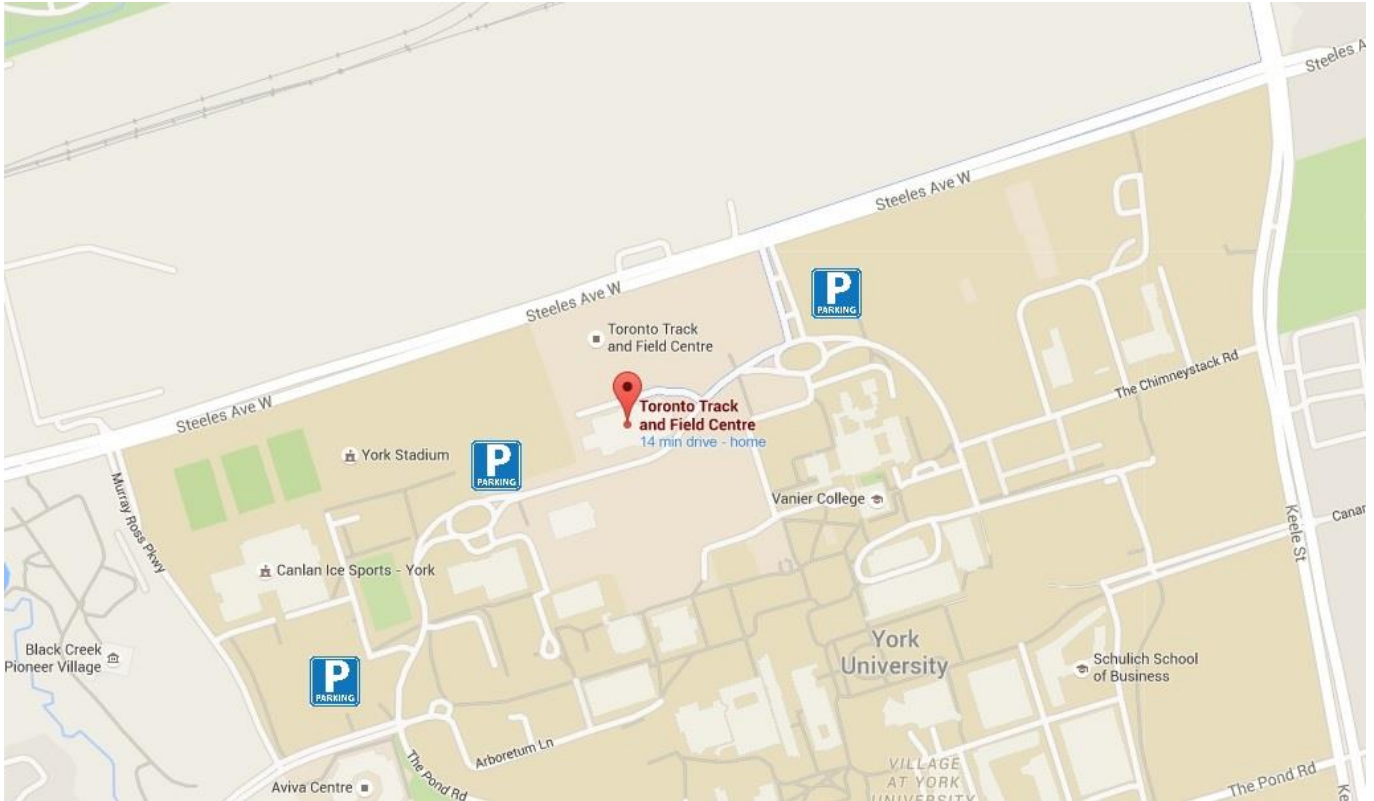 Steeles A
Steeles Ave W
P
PARKING
Steeles Ave W
Toronto Track
and Field Centre
The Chimneystack Rd
Toronto Track
and Field Centre
14 min drive - home
Steeles Ave W
York Stadium
P
PARKING
Murray Ross Pkwy
Vanier College
Keele St
Canar
Canlan Ice Sports - York
Black Creek
Pioneer Village
York
University
Schulich School
of Business
P
PARKING
Arboretum Ln
The Pond Rd
Aviva Centre
VILLAGE
AT YORK
UNIVERSITY
The Pond Rd
Ke